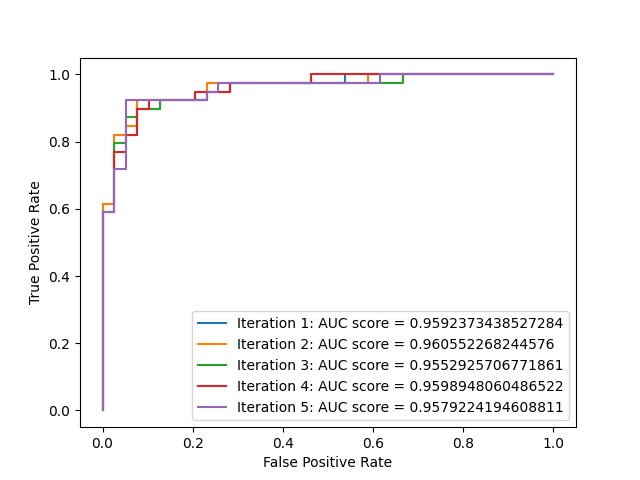 1.0
0.8
0.6
0.4
0.2
0.0
True Positive Rate
Iteration 1: AUC score = 0.9592373438527284
Iteration 2: AUC score = 0.960552268244576
Iteration 3: AUC score = 0.9552925706771861
Iteration 4: AUC score = 0.9598948060486522
Iteration 5: AUC score = 0.9579224194608811
0.0 0.2 0.4 0.6 0.8 1.0
False Positive Rate